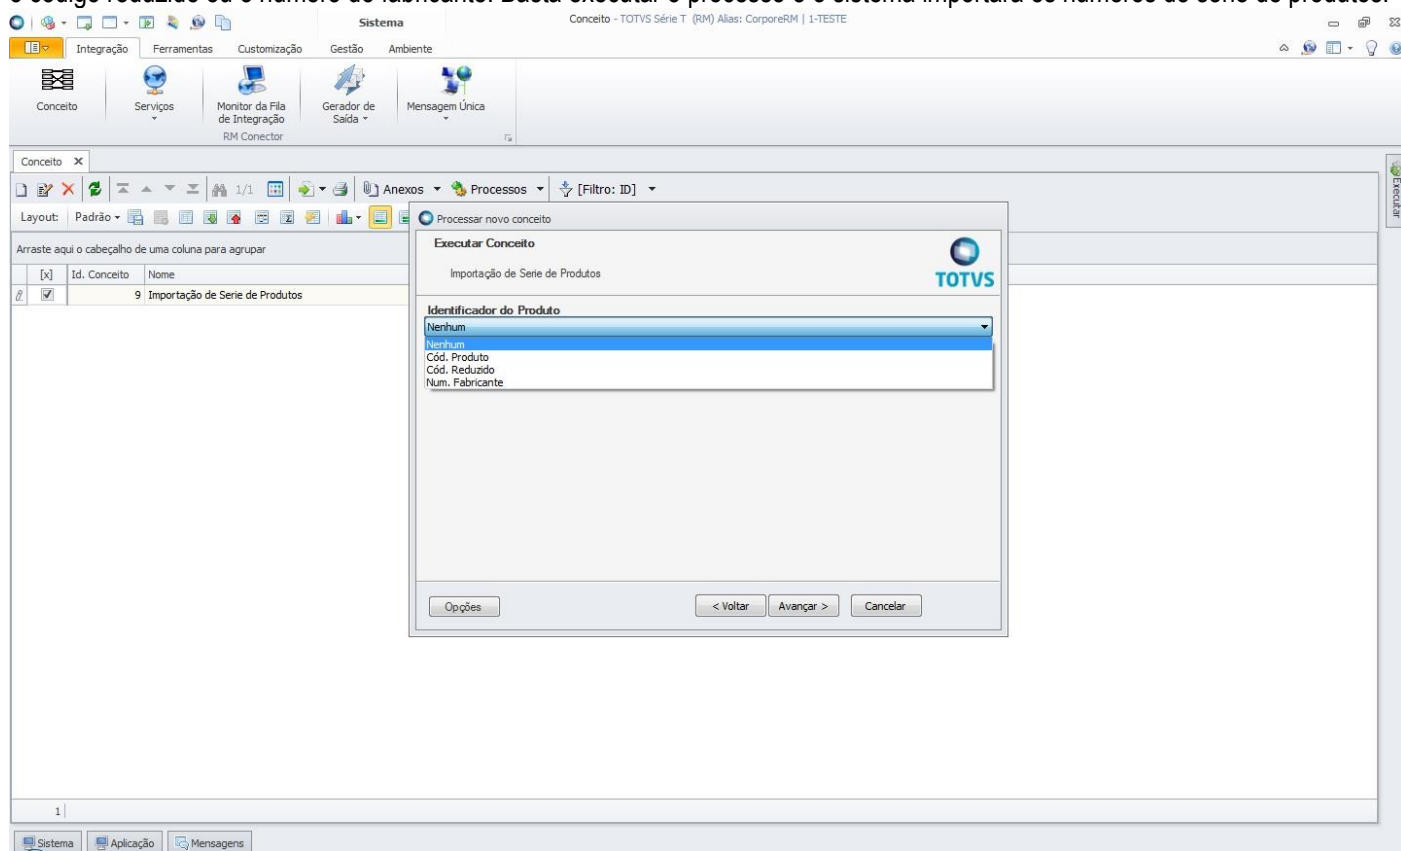 o código reduzido ou o número do fabricante. Basta executar o processo e o sistema importará os números de série de produtos.
Sistema
Conceito - TOTVS Série T (RM) Alias: CorporeRM | 1-TESTE
Integração Ferramentas Customização Gestão Ambiente
Conceito
Serviços
Monitor da Fila
de Integração
Gerador de
Saída
Mensagem Única
RM Conector
Conceito X
1/1 Anexos Processos [Filtro: ID]
Executar
Layout: Padrão
Arraste aqui o cabeçalho de uma coluna para agrupar
[x] Id. Conceito Nome
9 Importação de Serie de Produtos
Processar novo conceito
Executar Conceito
Importação de Serie de Produtos
TOTVS
Identificador do Produto
Nenhum
Nenhum
Cód. Produto
Cód. Reduzido
Num. Fabricante
Opções < Voltar Avançar > Cancelar
1
Sistema Aplicação Mensagens